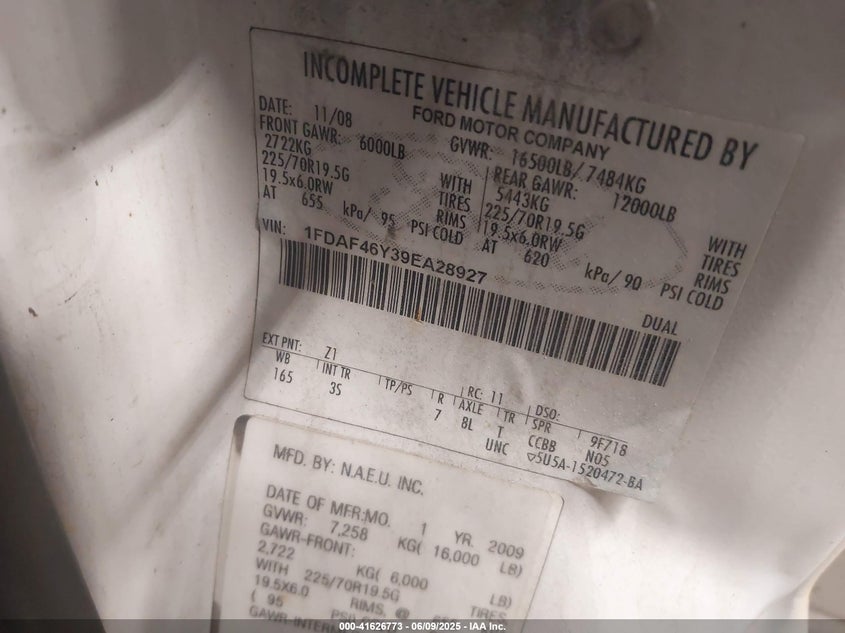 INCOMPLETE VEHICLE MANUFACTURED BY
FORD MOTOR COMPANY
DATE: 11/08 GVWR: 16500LB/ 7484KG
FRONT GAWR: 6000LB REAR GAWR: 12000LB
2722KG WITH 5443KG WITH
225/70R19.5G TIRES 225/70R19.5G TIRES
19.5x6.0RW RIMS 19.5x6.0RW RIMS
AT 655 kPa/ 95 PSI COLD AT 620 kPa/ 90 PSI COLD
VIN: 1FDAF46Y39EA28927
DUAL
EXT PNT: Z1 RC: 11 DSO:
WB INT TR TP/PS R AXLE TR SPR 9F718
165 3S 7 8L T CCBB N05
UNC ▽5U5A-1520472-BA
MFD. BY: N.A.E.U. INC.
DATE OF MFR:MO. 1 YR. 2009
GVWR: 7,258 KG( 16,000 LB)
GAWR-FRONT:
2,722 KG( 6,000 LB)
WITH 225/70R19.5G TIRES
19.5X6.0 RIMS, @
( 95
000-41626773 - 06/09/2025 - IAA Inc.